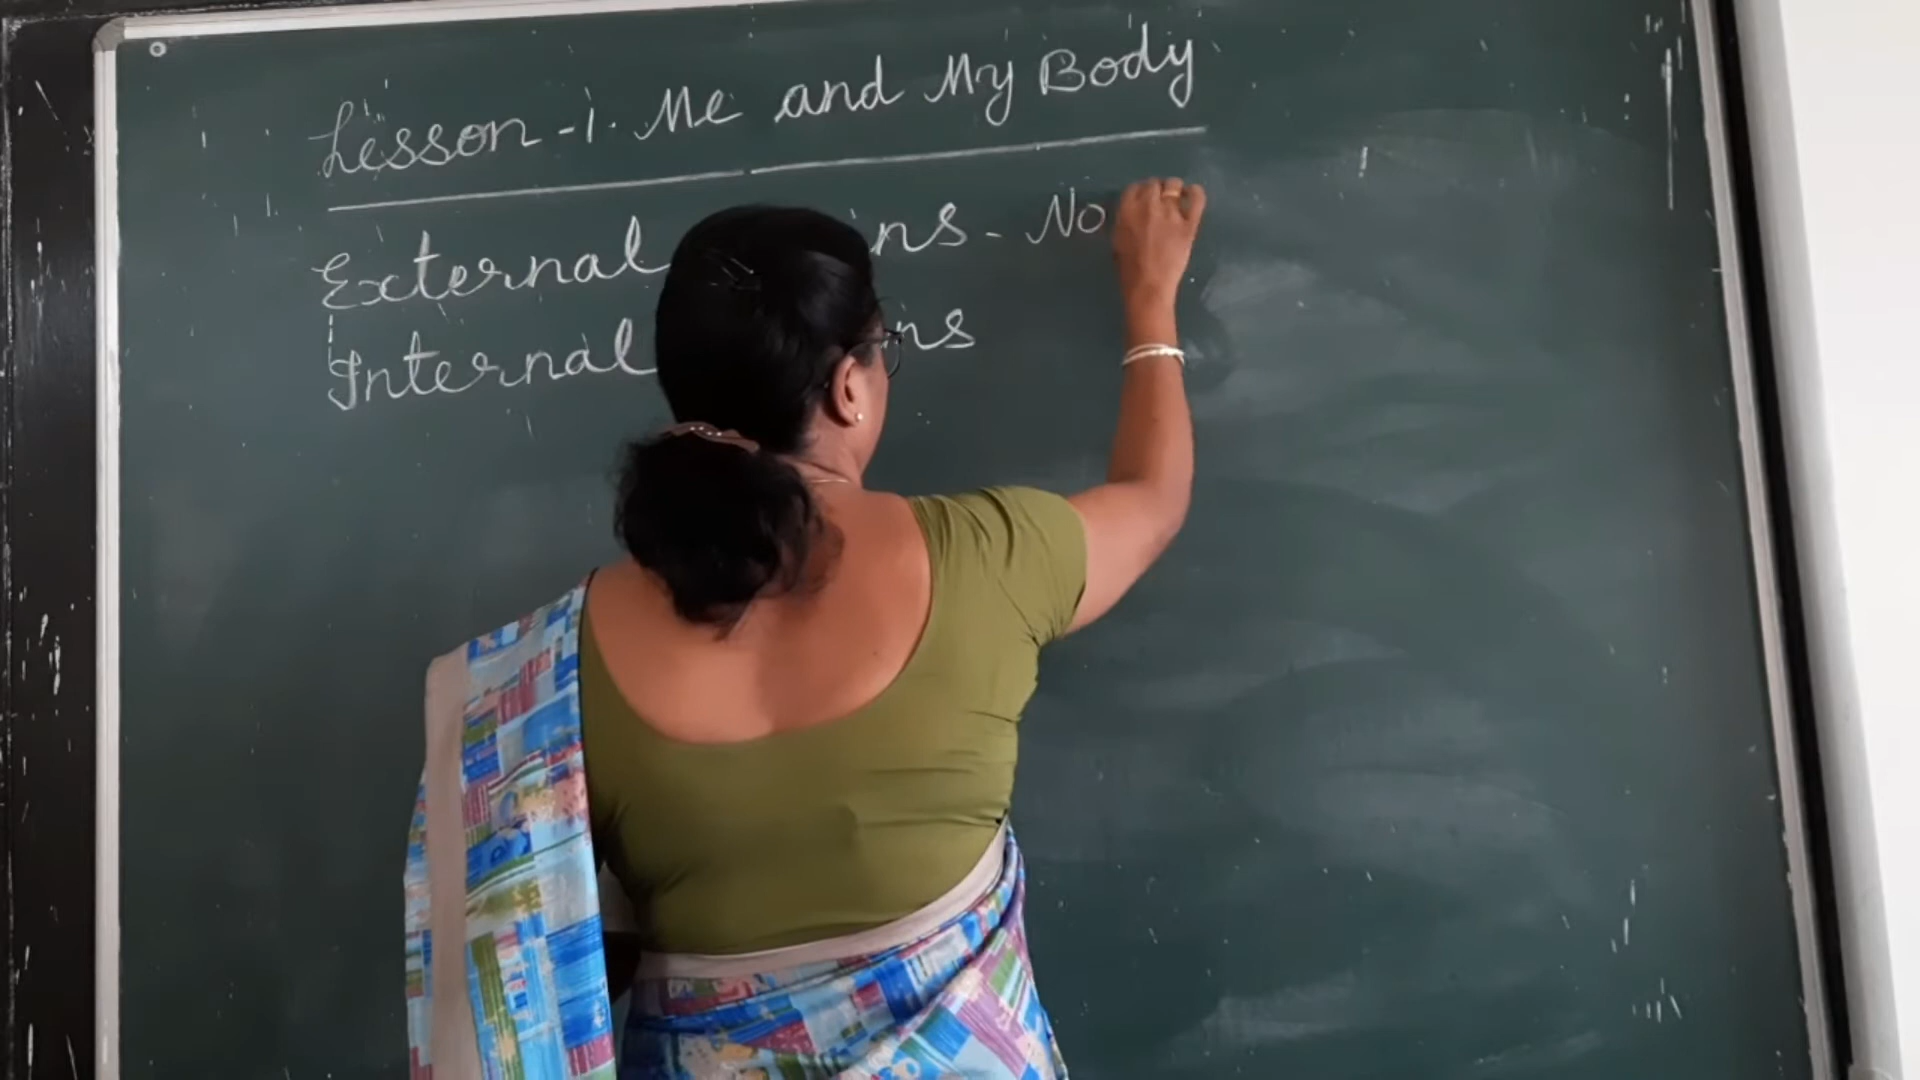 Lesson - 1. Me and My Body
External ns - No
Internal ns